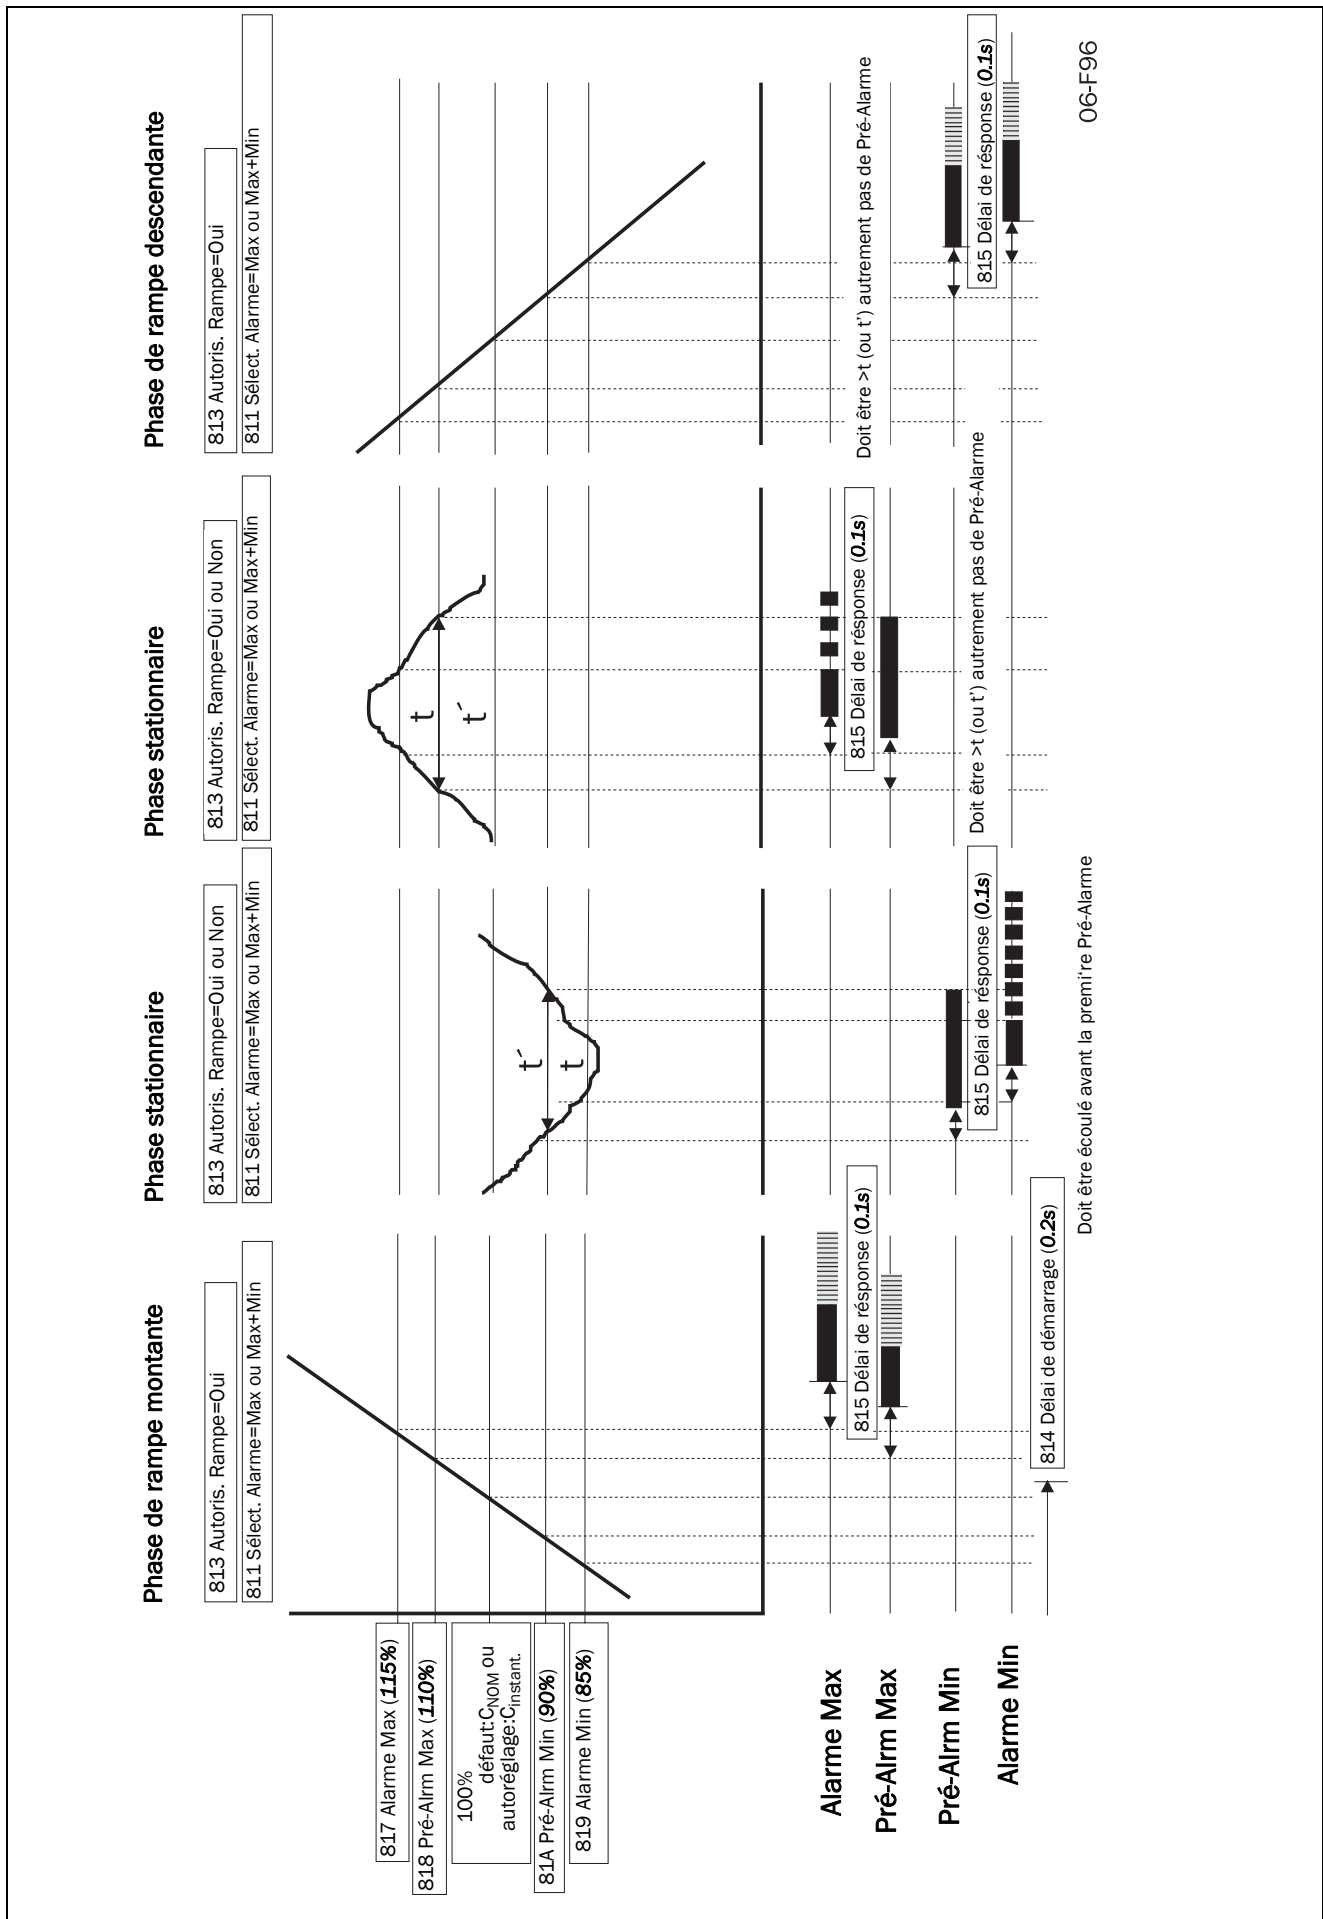 Phase de rampe montante
813 Autoris. Rampe=Oui
811 Sélect. Alarme=Max ou Max+Min
Phase stationnaire
813 Autoris. Rampe=Oui ou Non
811 Sélect. Alarme=Max ou Max+Min
Phase stationnaire
813 Autoris. Rampe=Oui ou Non
811 Sélect. Alarme=Max ou Max+Min
Phase de rampe descendante
813 Autoris. Rampe=Oui
811 Sélect. Alarme=Max ou Max+Min
817 Alarme Max (115%)
818 Pré-Alrm Max (110%)
100%
défaut:CNOM ou
autoréglage:Cinstant.
81A Pré-Alrm Min (90%)
819 Alarme Min (85%)
t´
t
t
t´
Alarme Max
815 Délai de résponse (0.1s)
815 Délai de résponse (0.1s)
Doit être >t (ou t') autrement pas de Pré-Alarme
Pré-Alrm Max
Pré-Alrm Min
815 Délai de résponse (0.1s)
Doit être >t (ou t') autrement pas de Pré-Alarme
815 Délai de résponse (0.1s)
Alarme Min
814 Délai de démarrage (0.2s)
Doit être écoulé avant la premi're Pré-Alarme
06-F96